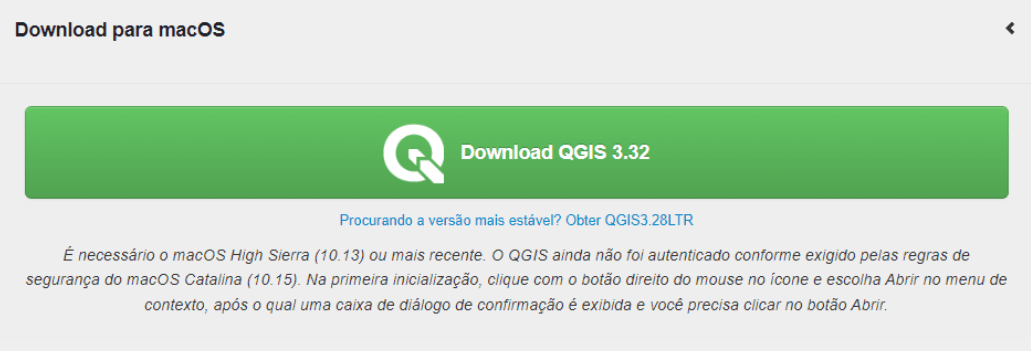 Download para macOS
Download QGIS 3.32
Procurando a versão mais estável? Obter QGIS3.28LTR
É necessário o macOS High Sierra (10.13) ou mais recente. O QGIS ainda não foi autenticado conforme exigido pelas regras de
segurança do macOS Catalina (10.15). Na primeira inicialização, clique com o botão direito do mouse no ícone e escolha Abrir no menu de
contexto, após o qual uma caixa de diálogo de confirmação é exibida e você precisa clicar no botão Abrir.